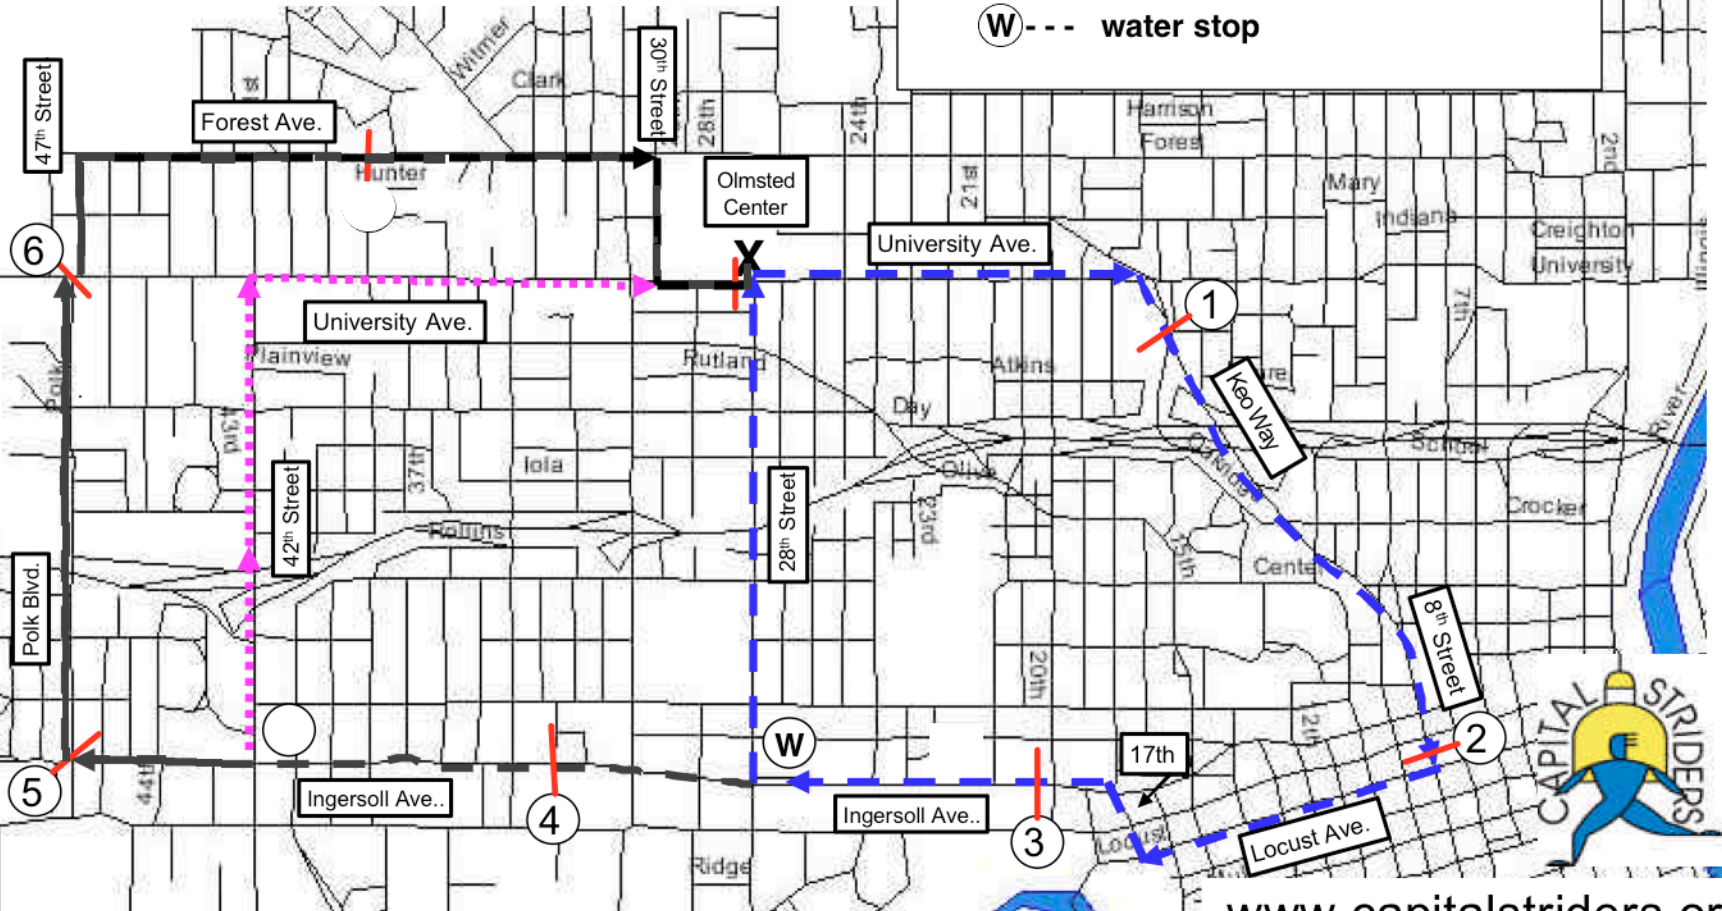 W --- water stop
47th Street
Forest Ave.
30th Street
Witmer
Clark
28th
24th
Harrison
Forest
2nd
Hunter
Olmsted
Center
21st
Mary
Indiana
Creighton
University
6
X
University Ave.
1
7th
University Ave.
Plainview
Rutland
Atkins
Keo Way
Polk
Day
River
School
43rd
37th
Iola
Olive
42nd Street
28th Street
23rd
Crocker
Rollins
15th
Center
Polk Blvd.
8th Street
20th
12th
W
17th
2
CAPITAL STRIDERS
5
44th
Ingersoll Ave..
4
Ingersoll Ave..
3
Locust
Locust Ave.
Ridge